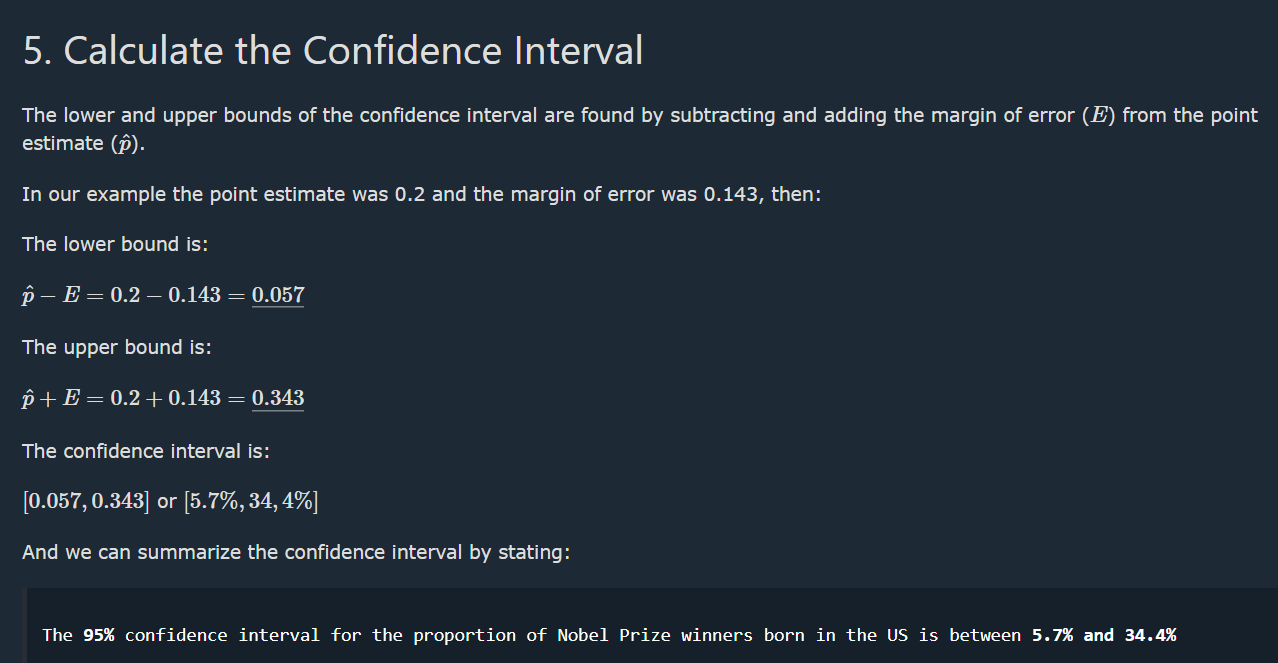 5. Calculate the Confidence Interval
The lower and upper bounds of the confidence interval are found by subtracting and adding the margin of error (E) from the point
estimate (p̂).
In our example the point estimate was 0.2 and the margin of error was 0.143, then:
The lower bound is:
p̂ − E = 0.2 − 0.143 = 0.057
The upper bound is:
p̂ + E = 0.2 + 0.143 = 0.343
The confidence interval is:
[0.057, 0.343] or [5.7%, 34, 4%]
And we can summarize the confidence interval by stating:
The 95% confidence interval for the proportion of Nobel Prize winners born in the US is between 5.7% and 34.4%